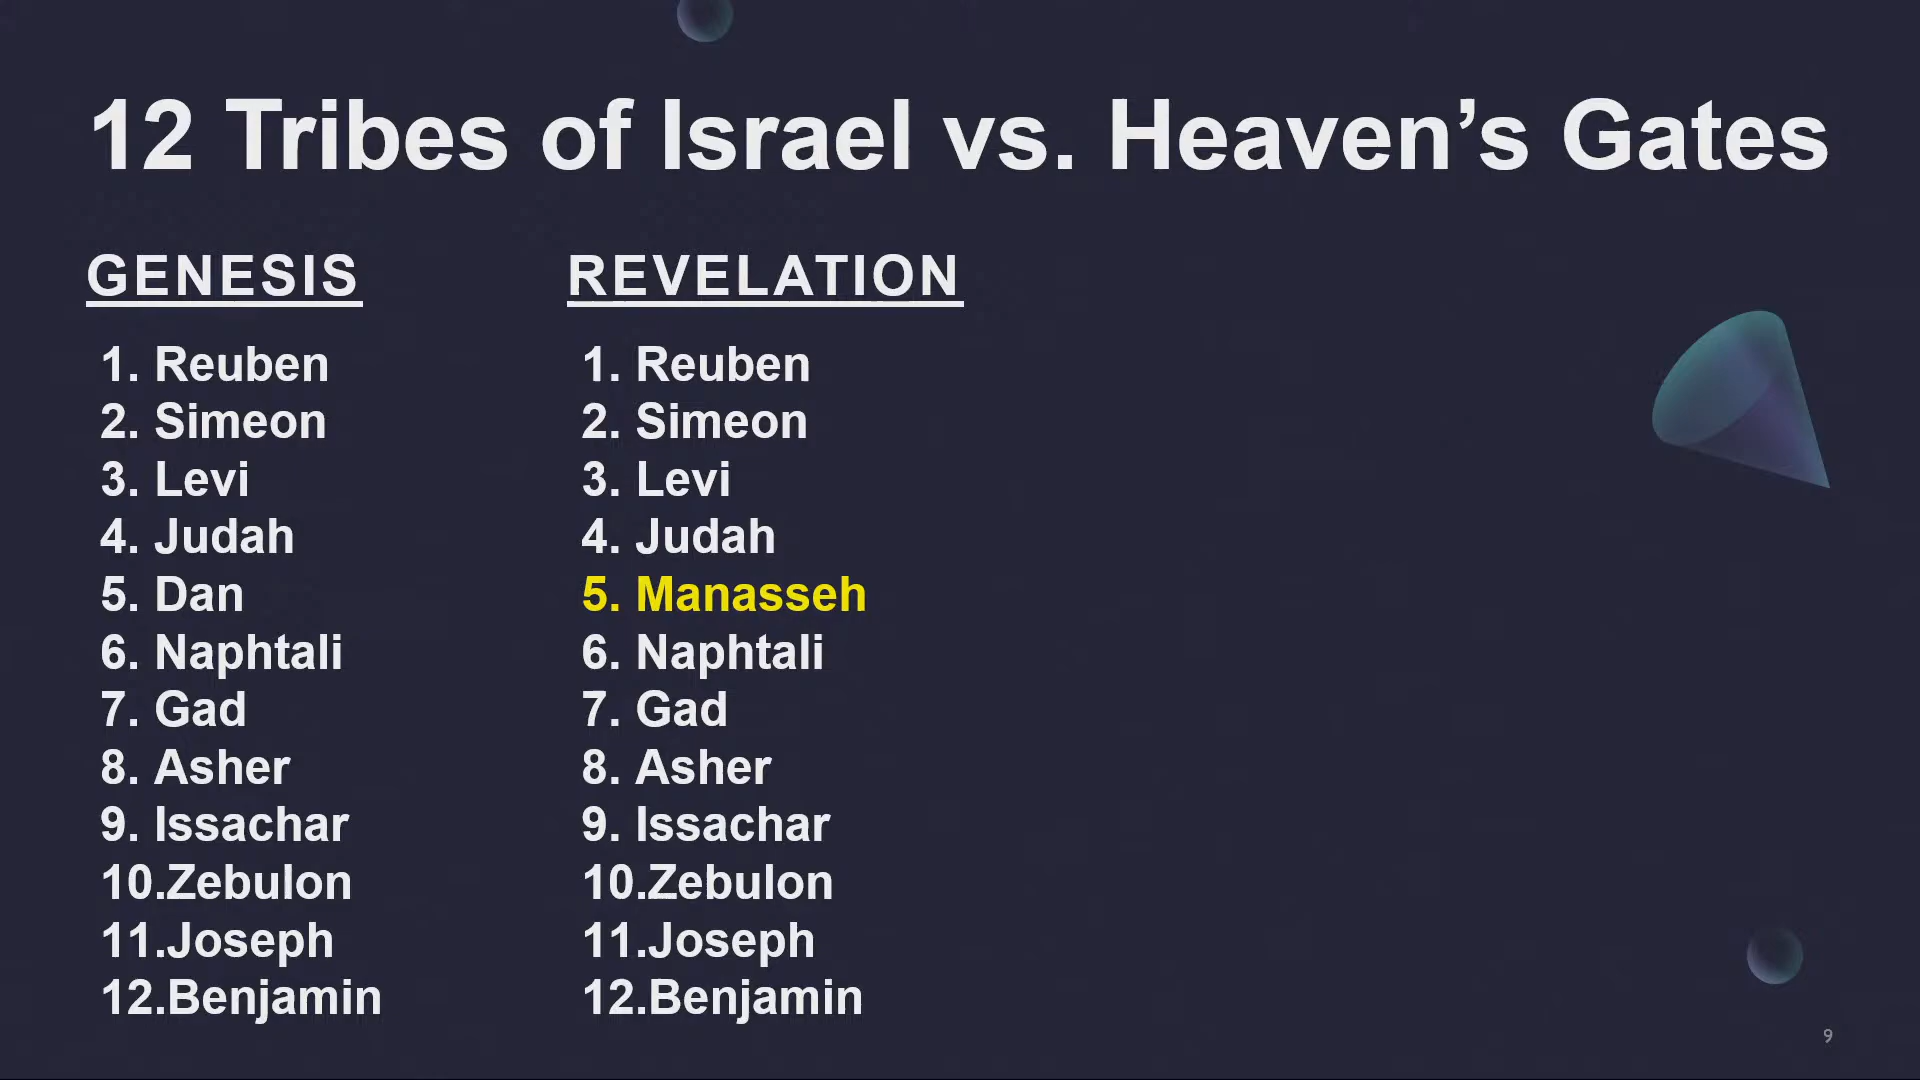 12 Tribes of Israel vs. Heaven’s Gates
GENESIS
1. Reuben
2. Simeon
3. Levi
4. Judah
5. Dan
6. Naphtali
7. Gad
8. Asher
9. Issachar
10.Zebulon
11.Joseph
12.Benjamin
REVELATION
1. Reuben
2. Simeon
3. Levi
4. Judah
5. Manasseh
6. Naphtali
7. Gad
8. Asher
9. Issachar
10.Zebulon
11.Joseph
12.Benjamin
9